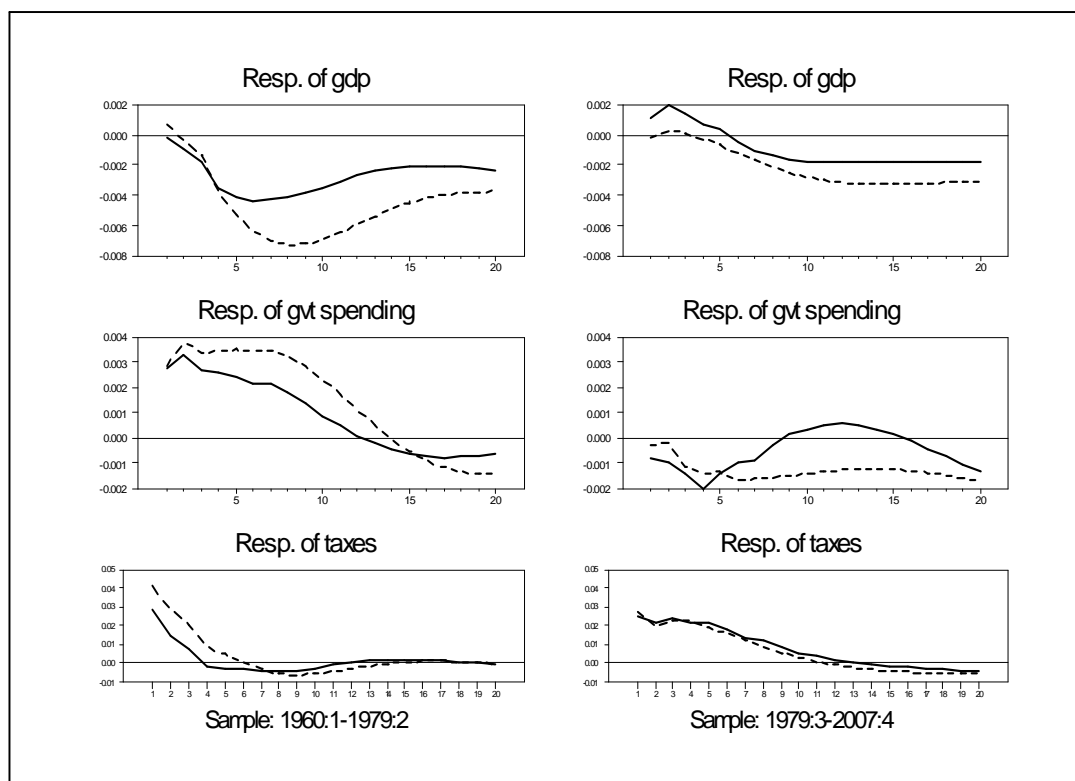 Resp. of gdp
0.002
0.000
-0.002
-0.004
-0.006
-0.008
5 10 15 20
Resp. of gdp
0.002
0.000
-0.002
-0.004
-0.006
-0.008
5 10 15 20
Resp. of gvt spending
0.004
0.003
0.002
0.001
0.000
-0.001
-0.002
5 10 15 20
Resp. of gvt spending
0.004
0.003
0.002
0.001
0.000
-0.001
-0.002
5 10 15 20
Resp. of taxes
0.05
0.04
0.03
0.02
0.01
0.00
-0.01
1 2 3 4 5 6 7 8 9 10 11 12 13 14 15 16 17 18 19 20
Sample: 1960:1-1979:2
Resp. of taxes
0.05
0.04
0.03
0.02
0.01
0.00
-0.01
1 2 3 4 5 6 7 8 9 10 11 12 13 14 15 16 17 18 19 20
Sample: 1979:3-2007:4